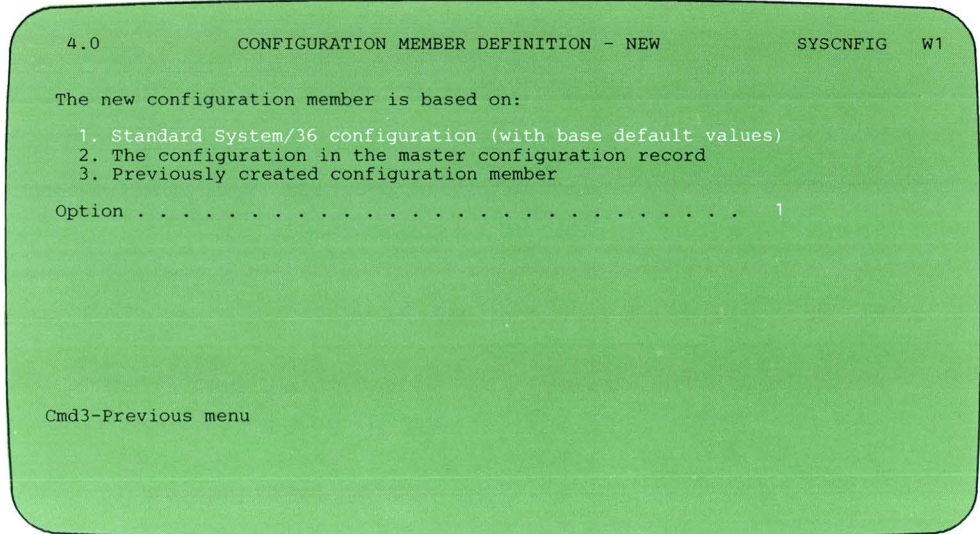 4.0 CONFIGURATION MEMBER DEFINITION - NEW SYSCNFIG W1
The new configuration member is based on:
1. Standard System/36 configuration (with base default values)
2. The configuration in the master configuration record
3. Previously created configuration member
Option . . . . . . . . . . . . . . . . . . . . . . . . . . . 1
Cmd3-Previous menu